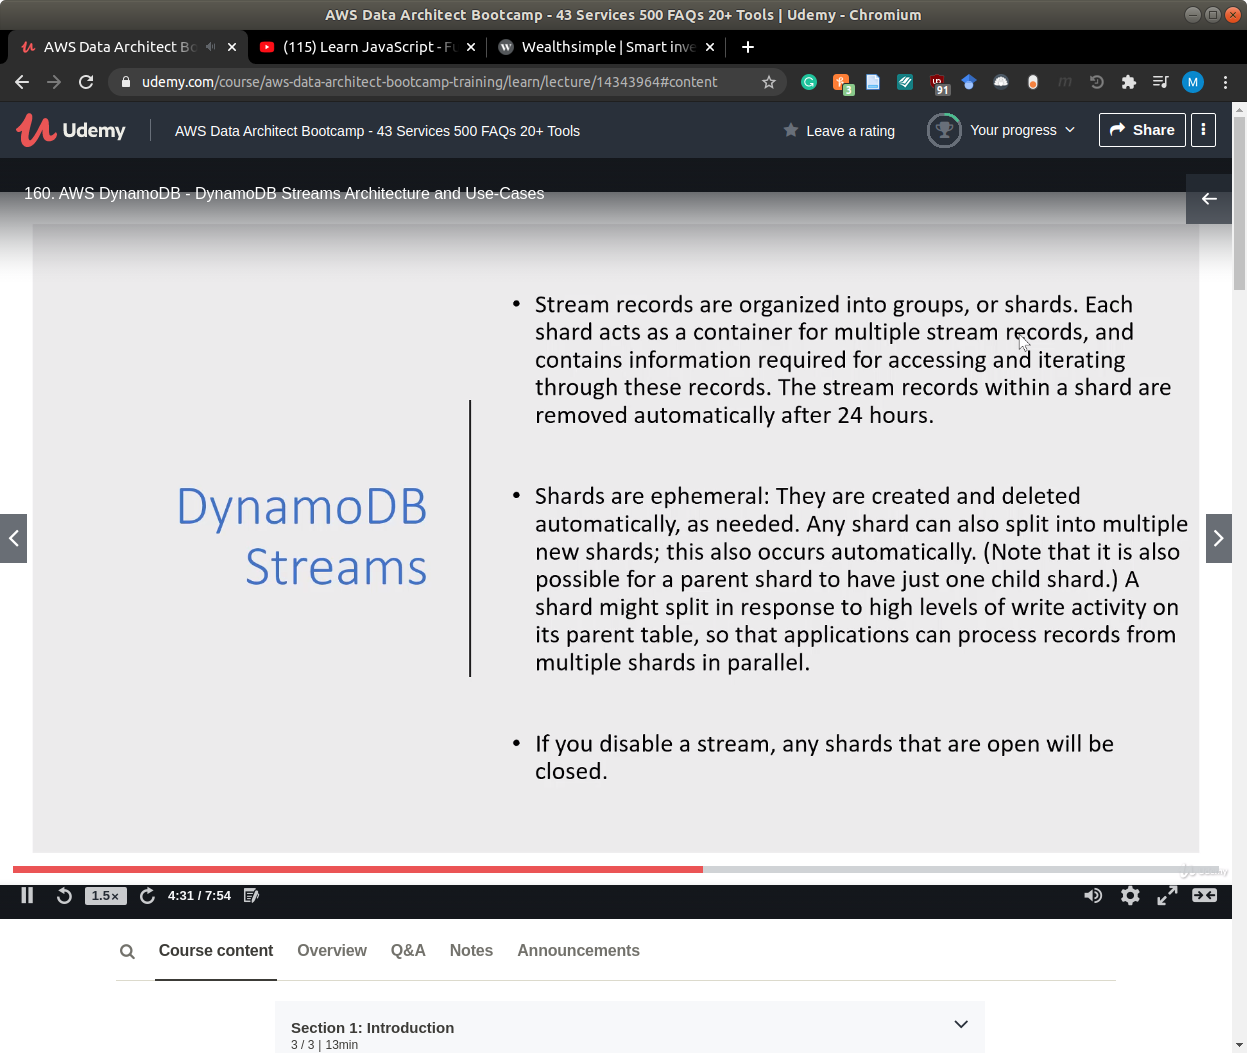 AWS Data Architect Bootcamp - 43 Services 500 FAQs 20+ Tools | Udemy - Chromium
AWS Data Architect Bo
(115) Learn JavaScript - Fu
Wealthsimple | Smart inve
udemy.com/course/aws-data-architect-bootcamp-training/learn/lecture/14343964#content
3
91
M
Udemy
AWS Data Architect Bootcamp - 43 Services 500 FAQs 20+ Tools
Leave a rating
Your progress
Share
160. AWS DynamoDB - DynamoDB Streams Architecture and Use-Cases
DynamoDB
Streams
• Stream records are organized into groups, or shards. Each
shard acts as a container for multiple stream records, and
contains information required for accessing and iterating
through these records. The stream records within a shard are
removed automatically after 24 hours.
• Shards are ephemeral: They are created and deleted
automatically, as needed. Any shard can also split into multiple
new shards; this also occurs automatically. (Note that it is also
possible for a parent shard to have just one child shard.) A
shard might split in response to high levels of write activity on
its parent table, so that applications can process records from
multiple shards in parallel.
• If you disable a stream, any shards that are open will be
closed.
Udemy
1.5×
4:31 / 7:54
Course content
Overview
Q&A
Notes
Announcements
Section 1: Introduction
3 / 3 | 13min